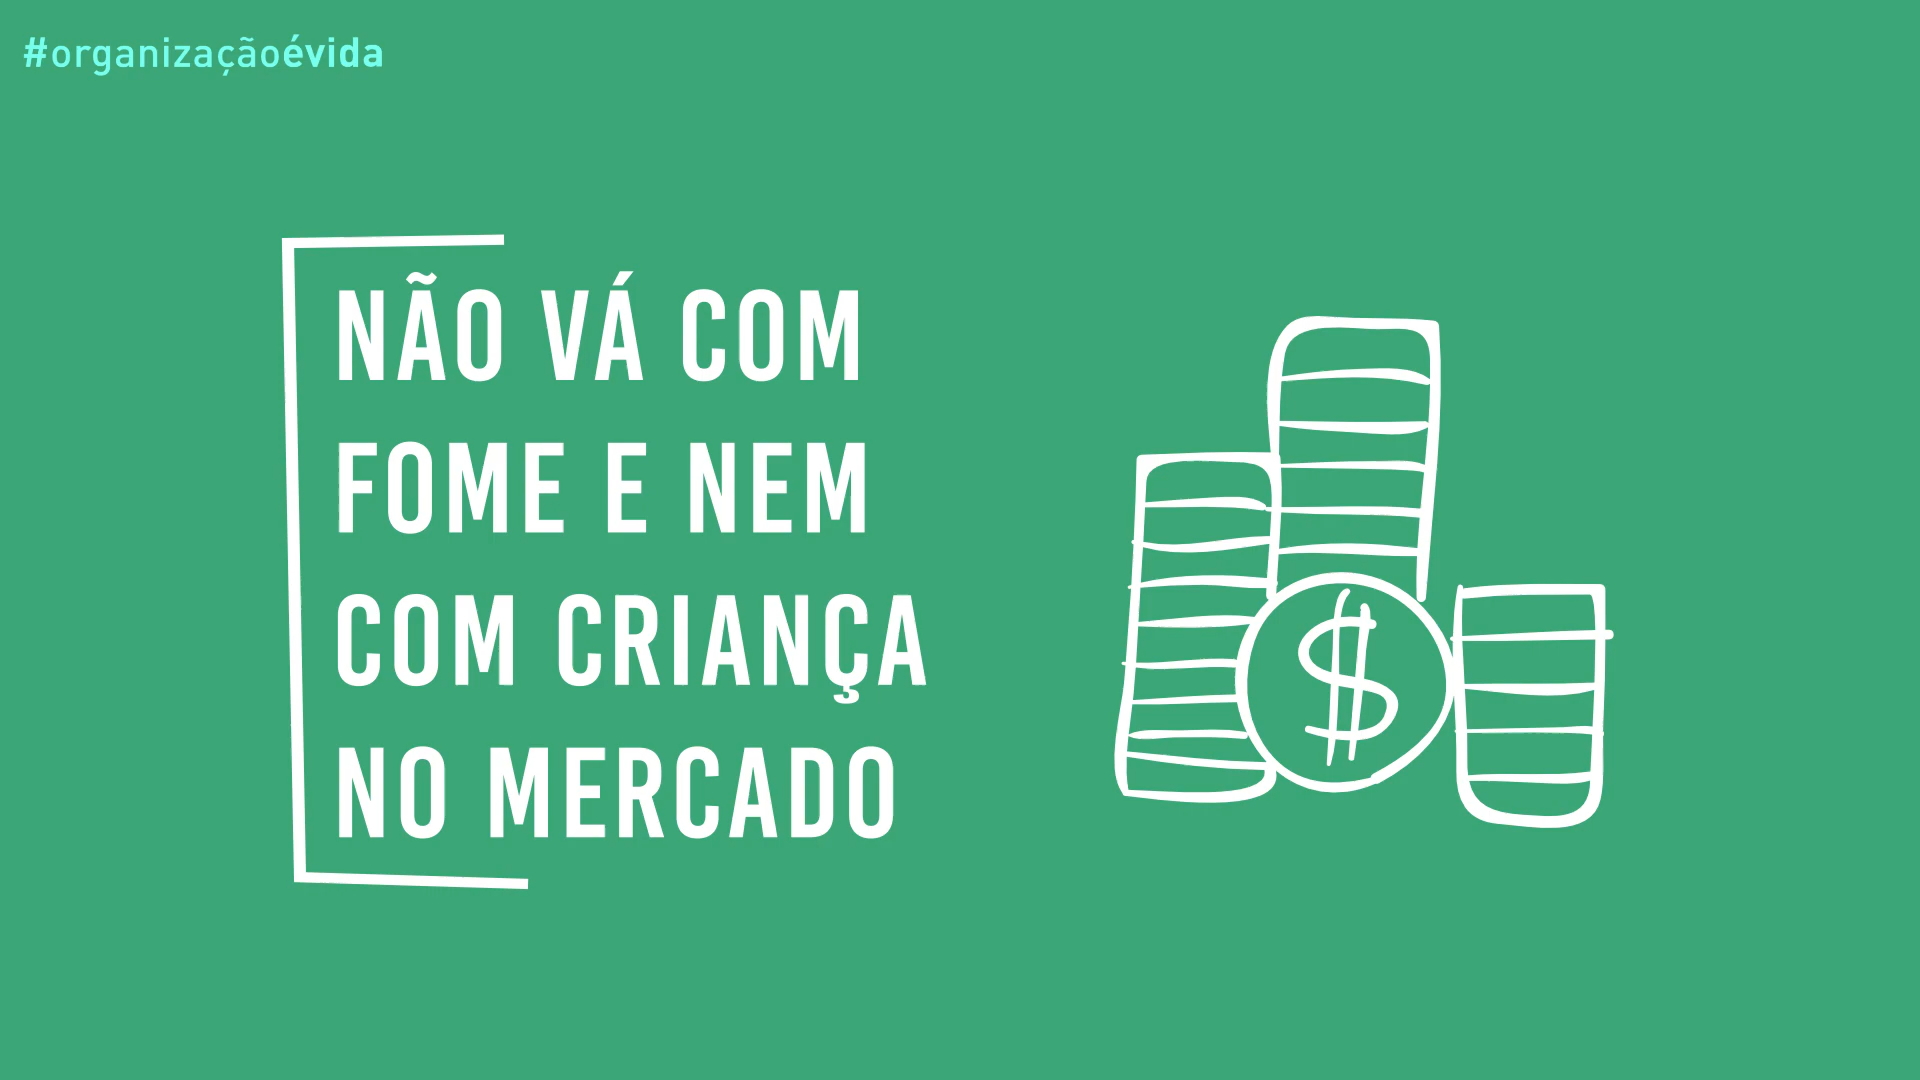 #organizaçãoévida
NÃO VÁ COM
FOME E NEM
COM CRIANÇA
NO MERCADO
$